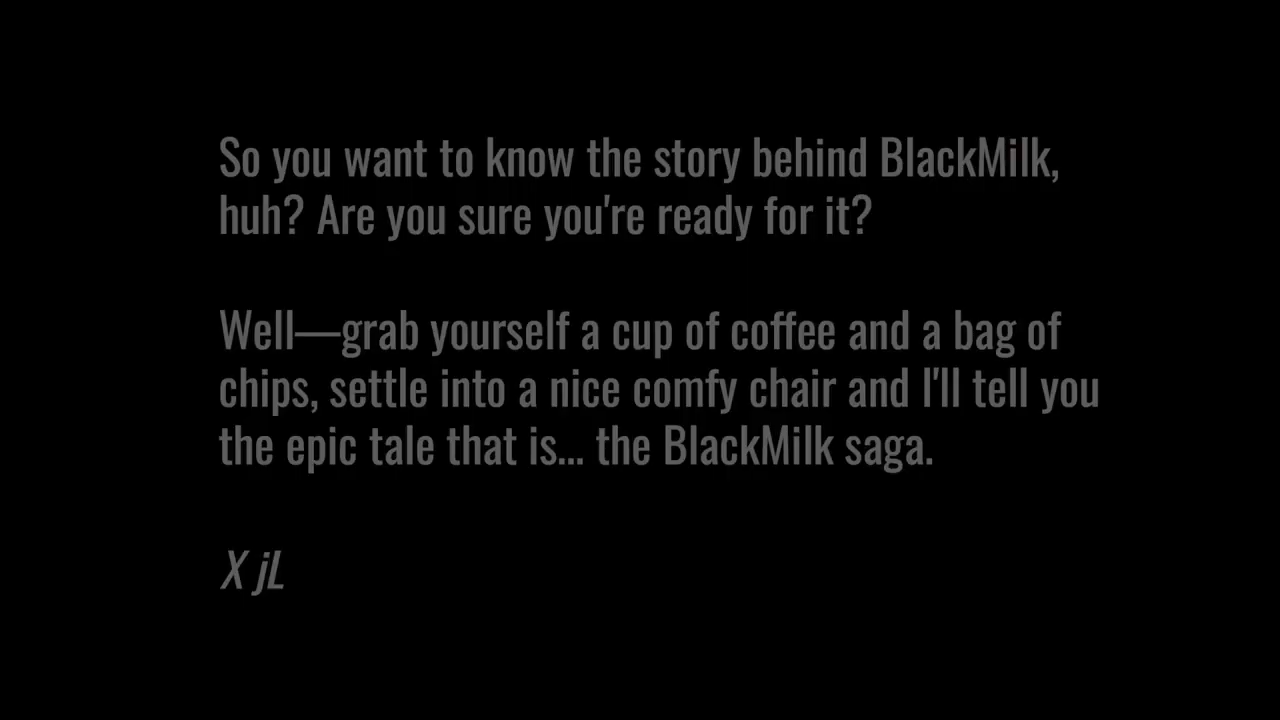 So you want to know the story behind BlackMilk,
huh? Are you sure you're ready for it?
Well—grab yourself a cup of coffee and a bag of
chips, settle into a nice comfy chair and I'll tell you
the epic tale that is... the BlackMilk saga.
X jL